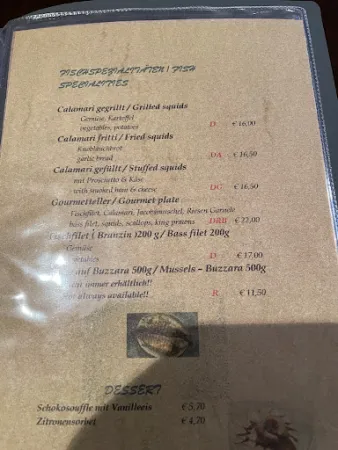 FISCHSPEZIALITÄTEN | FISH
SPECIALITIES
Calamari gegrillt / Grilled squids
Gemüse, Kartoffel
vegetables, potatoes D € 16,00
Calamari fritti / Fried squids
Knoblauchbrot
garlic bread DA € 16,50
Calamari gefüllt / Stuffed squids
mit Prosciutto & Käse
with smoked ham & cheese DG € 16,50
Gourmetteller / Gourmet plate
Fischfilet, Calamari, Jacobsmuschel, Riesen Garnele
bass filet, squids, scallops, king prawns € 22,00
Fischfilet ( Branzin )200 g / Bass filet 200g
Gemüse
D € 17,00
auf Buzzara 500g / Mussels – Buzzara 500g
immer erhältlich!!
always available!! R € 11,50
DESSERT
Schokosouffle mit Vanilleeis € 5,70
Zitronensorbet € 4,70